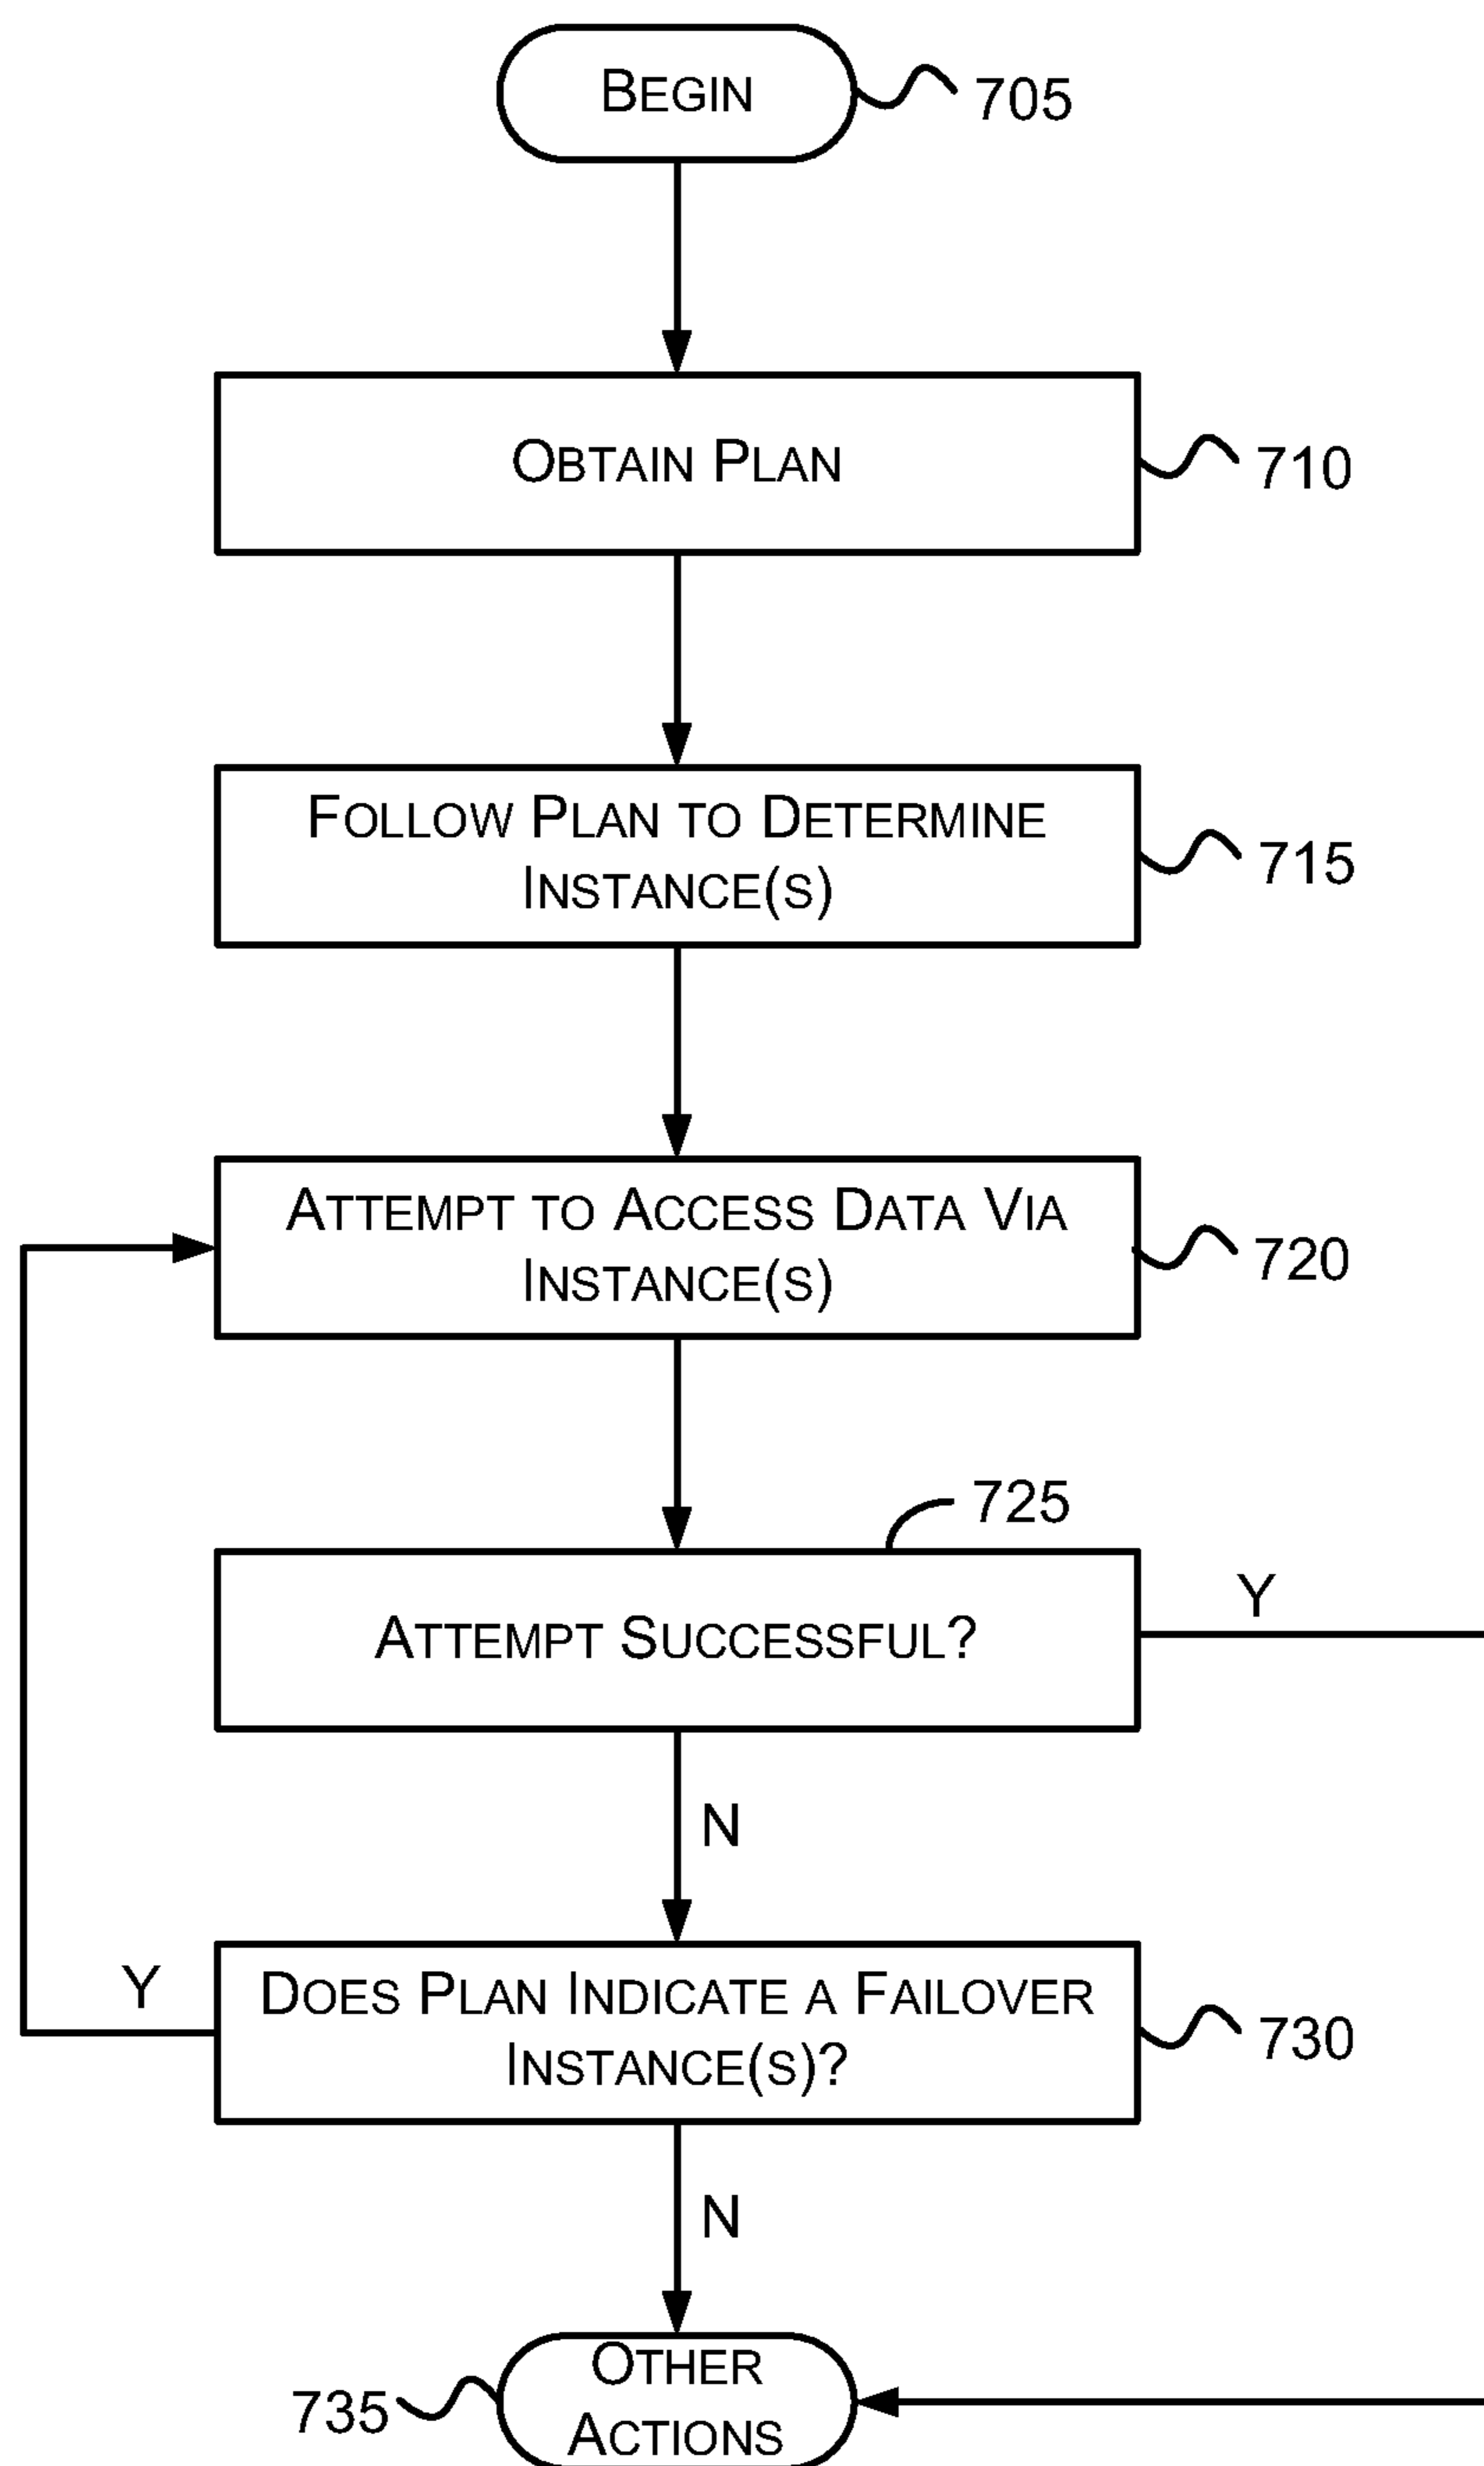 BEGIN
705
OBTAIN PLAN
710
FOLLOW PLAN TO DETERMINE
INSTANCE(S)
715
ATTEMPT TO ACCESS DATA VIA
INSTANCE(S)
720
725
ATTEMPT SUCCESSFUL?
Y
N
Y
DOES PLAN INDICATE A FAILOVER
INSTANCE(S)?
730
N
OTHER
ACTIONS
735